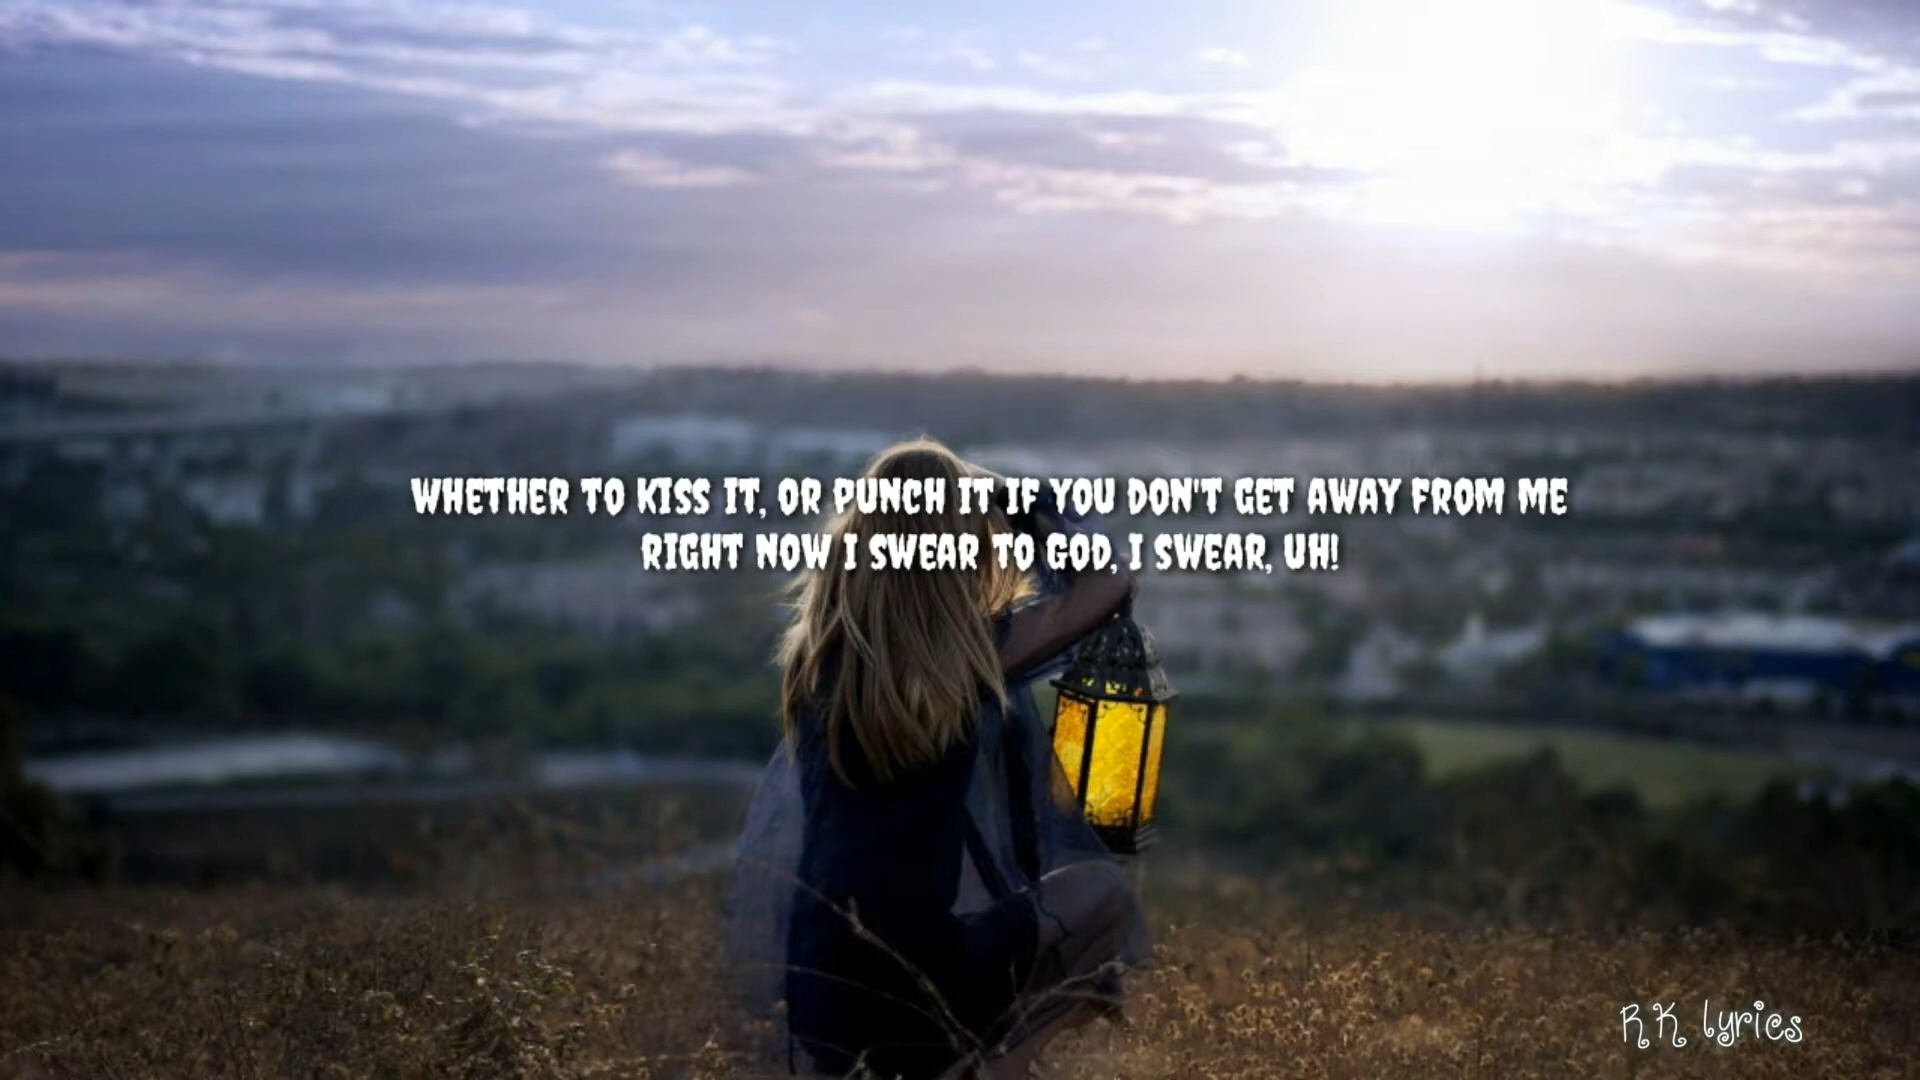 WHETHER TO KISS IT, OR PUNCH IT IF YOU DON'T GET AWAY FROM ME
RIGHT NOW I SWEAR TO GOD, I SWEAR, UH!
RK lyrics